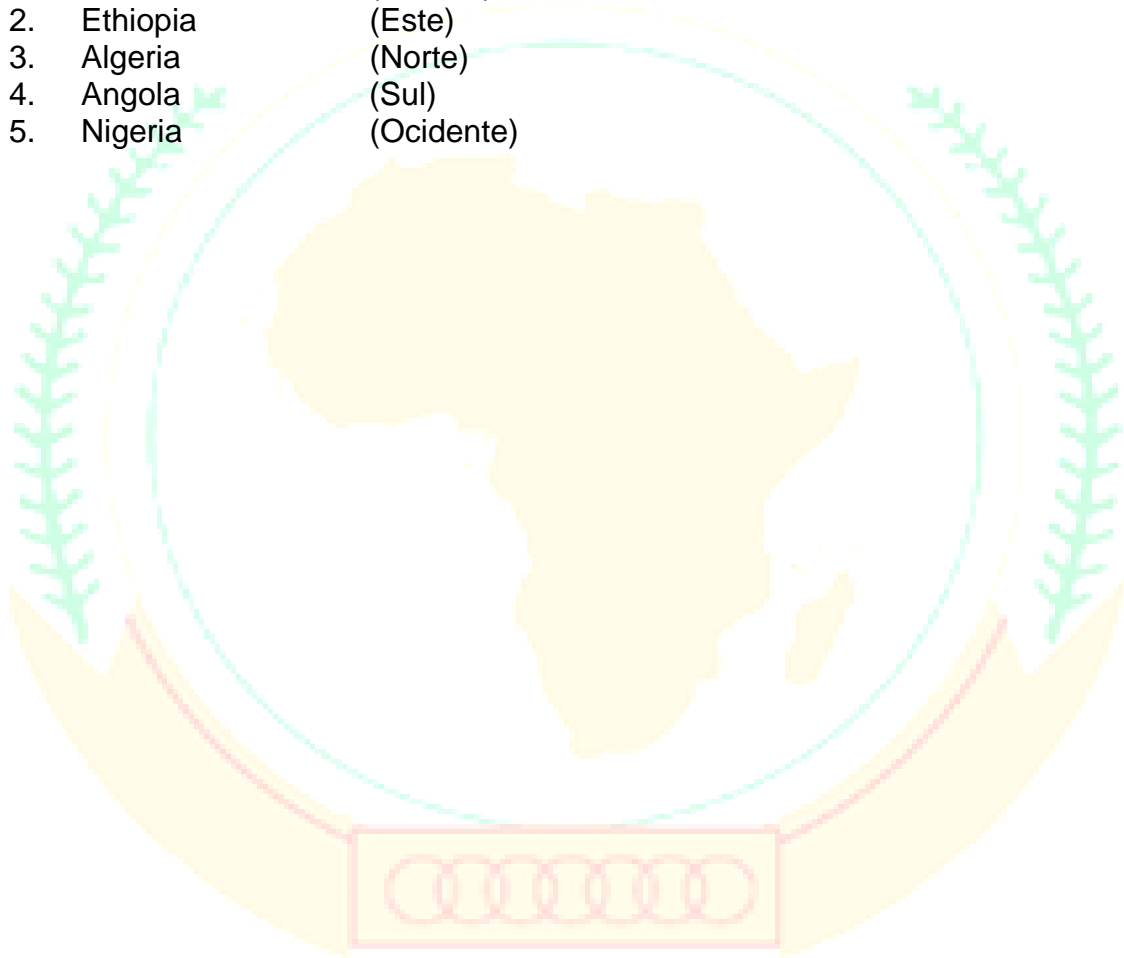 2. Ethiopia (Este)
3. Algeria (Norte)
4. Angola (Sul)
5. Nigeria (Ocidente)